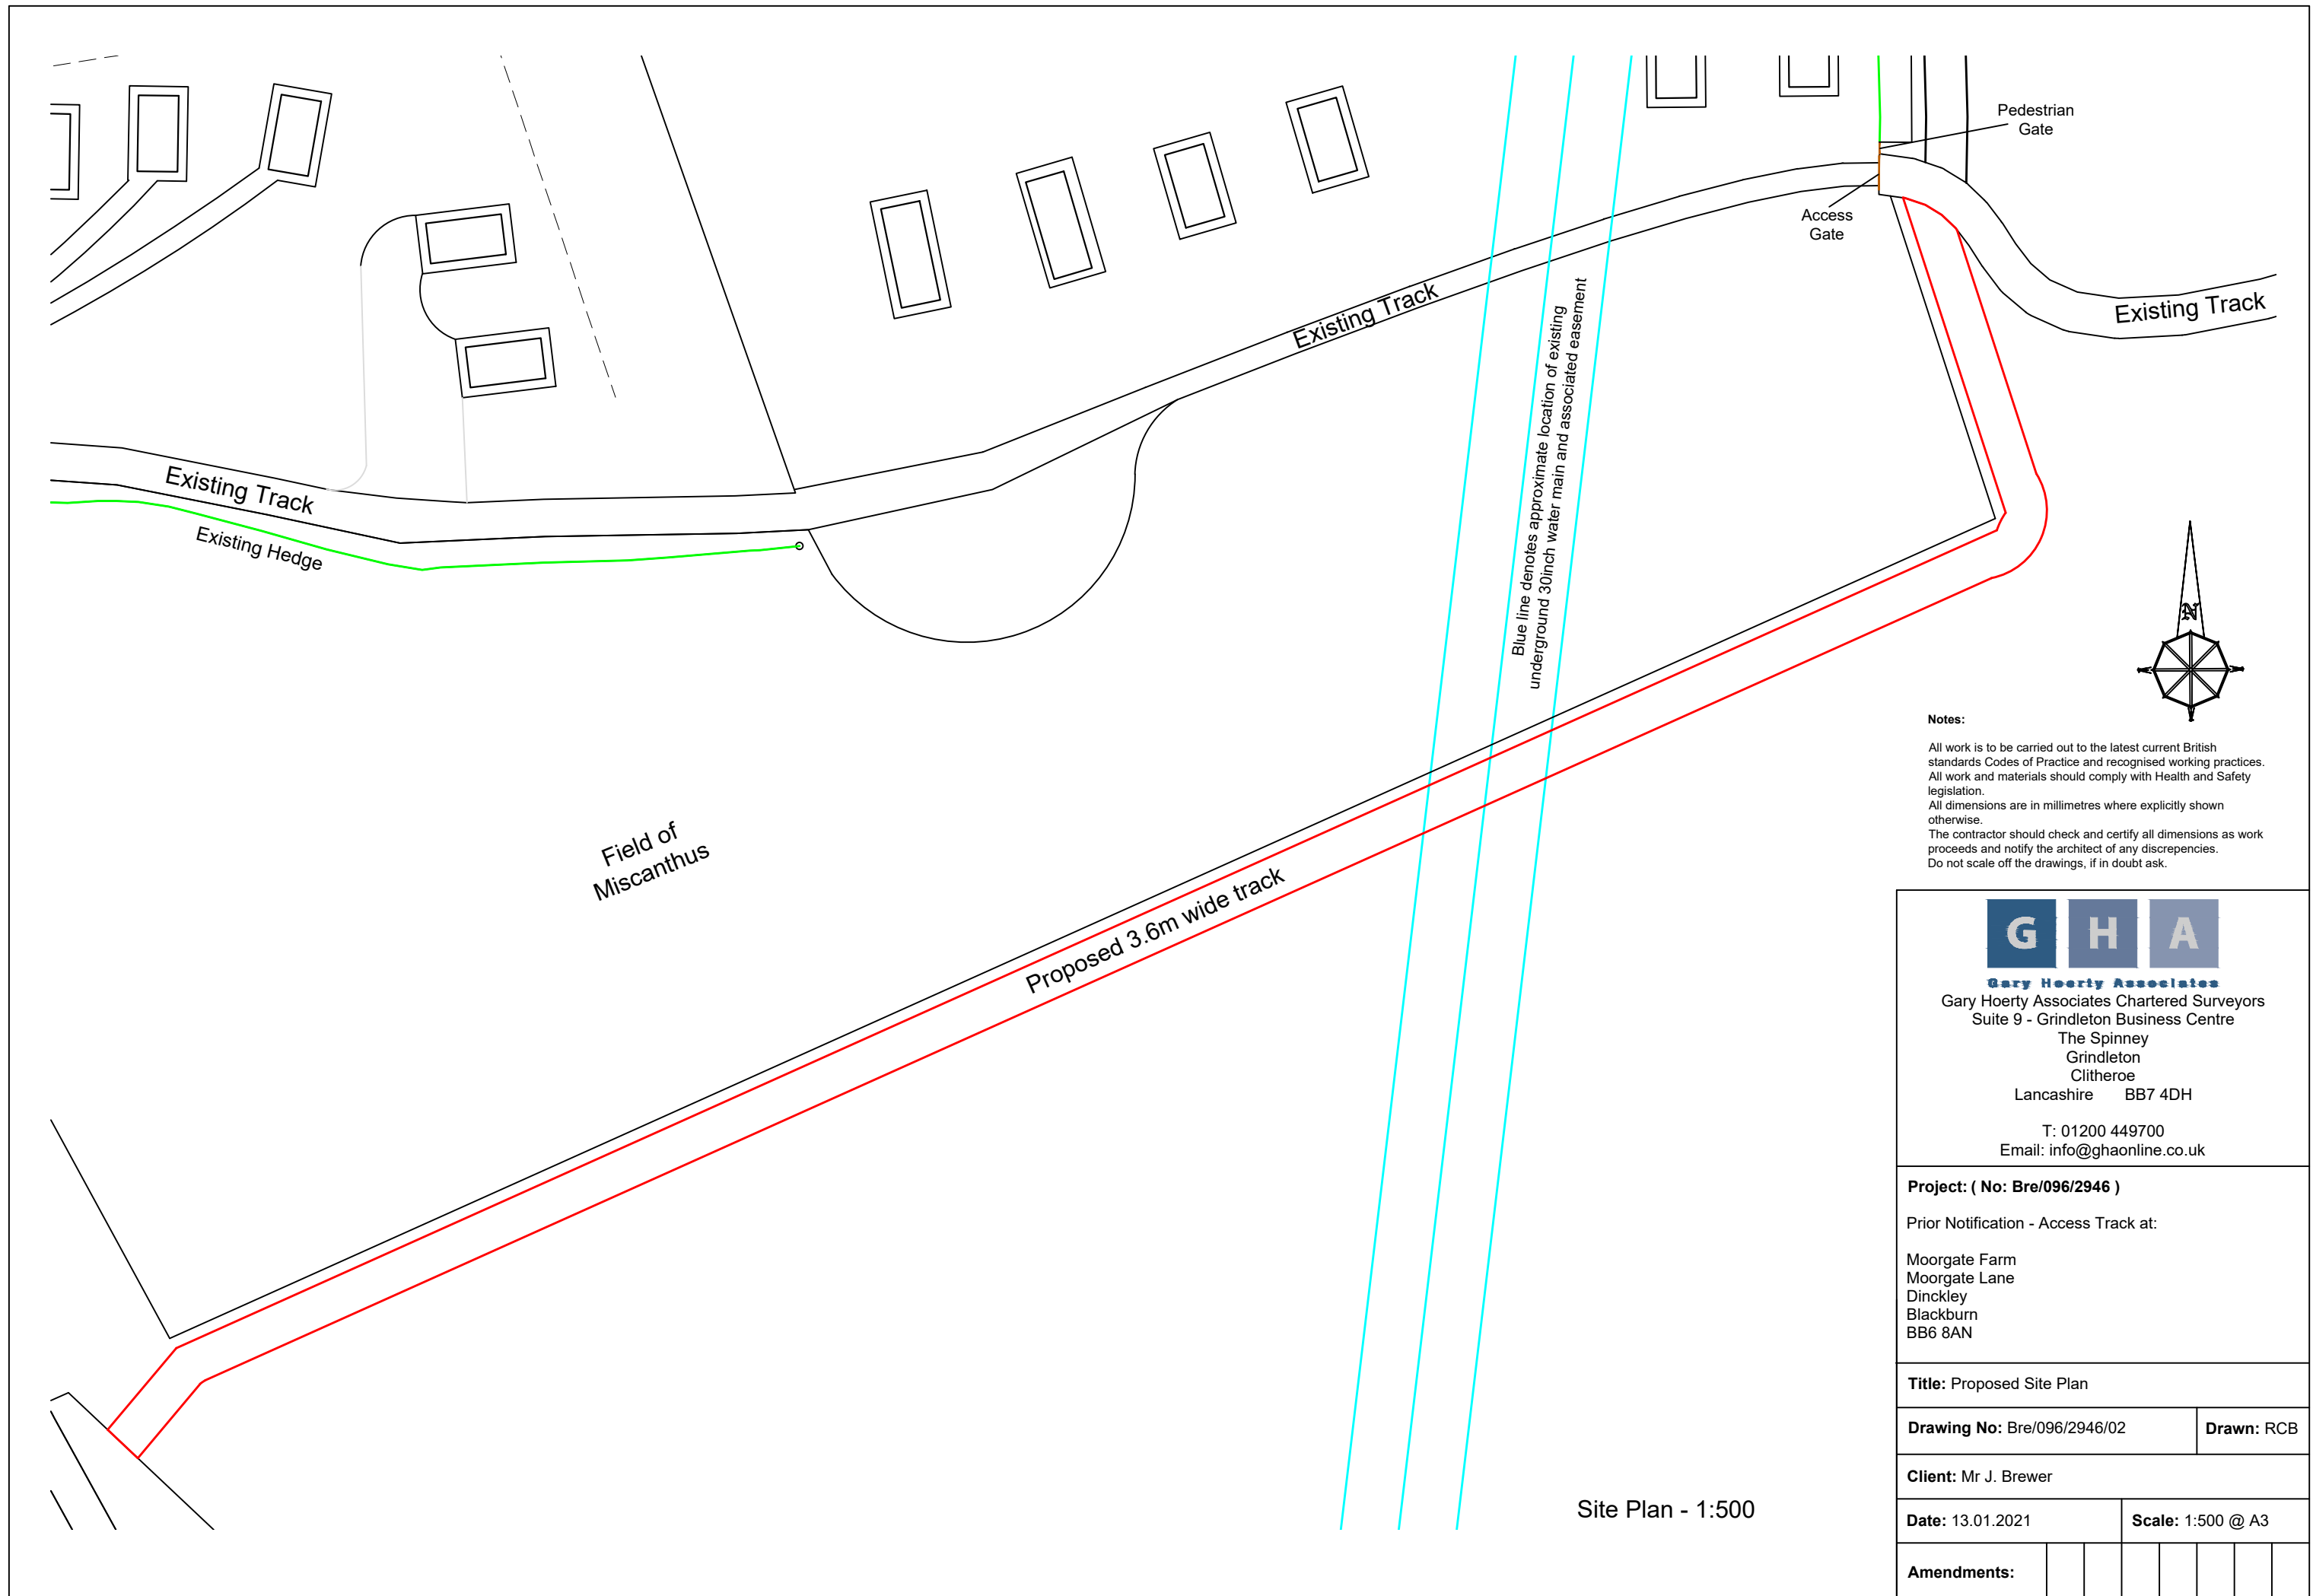 Pedestrian
Gate
Access
Gate
Existing Track
Existing Track
Existing Track
Existing Hedge
Blue line denotes approximate location of existing
underground 30inch water main and associated easement
Field of
Miscanthus
Proposed 3.6m wide track
N
Notes:
All work is to be carried out to the latest current British
standards Codes of Practice and recognised working practices.
All work and materials should comply with Health and Safety
legislation.
All dimensions are in millimetres where explicitly shown
otherwise.
The contractor should check and certify all dimensions as work
proceeds and notify the architect of any discrepencies.
Do not scale off the drawings, if in doubt ask.
G H A
Gary Hoerty Associates
Gary Hoerty Associates Chartered Surveyors
Suite 9 - Grindleton Business Centre
The Spinney
Grindleton
Clitheroe
Lancashire BB7 4DH
T: 01200 449700
Email: info@ghaonline.co.uk
Project: ( No: Bre/096/2946 )
Prior Notification - Access Track at:
Moorgate Farm
Moorgate Lane
Dinckley
Blackburn
BB6 8AN
Title: Proposed Site Plan
Drawing No: Bre/096/2946/02
Drawn: RCB
Client: Mr J. Brewer
Date: 13.01.2021
Scale: 1:500 @ A3
Amendments:
Site Plan - 1:500